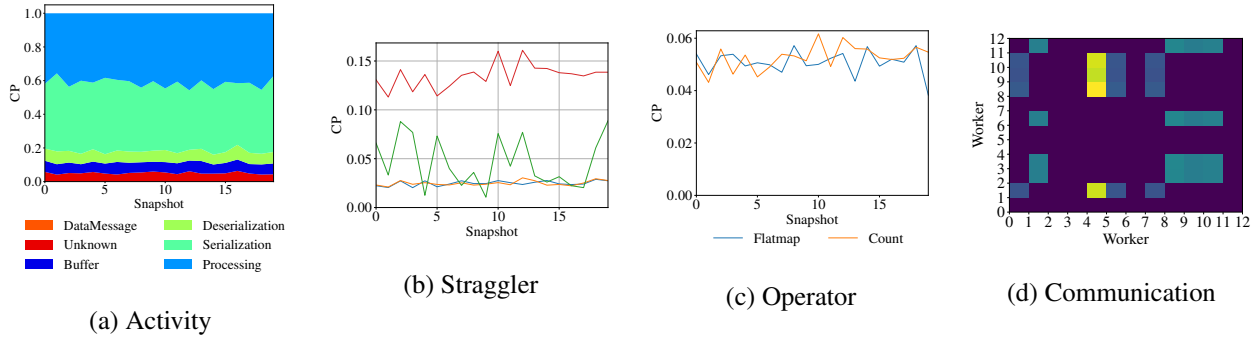 1.0
0.8
0.6
0.4
0.2
0.0
CP
0 5 10 15
Snapshot
DataMessage Deserialization
Unknown Serialization
Buffer Processing
(a) Activity
0.15
0.10
0.05
0.00
CP
0 5 10 15
Snapshot
(b) Straggler
0.06
0.04
0.02
0.00
CP
0 5 10 15
Snapshot
Flatmap Count
(c) Operator
12
11
10
9
8
7
6
5
4
3
2
1
0
Worker
0 1 2 3 4 5 6 7 8 9 10 11 12
Worker
(d) Communication